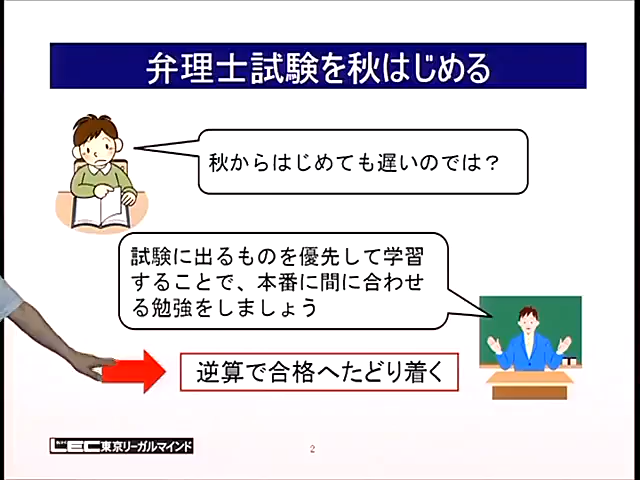 弁理士試験を秋はじめる
秋からはじめても遅いのでは？
試験に出るものを優先して学習
することで、本番に間に合わせ
る勉強をしましょう
逆算で合格へたどり着く
LEC東京リーガルマインド
2